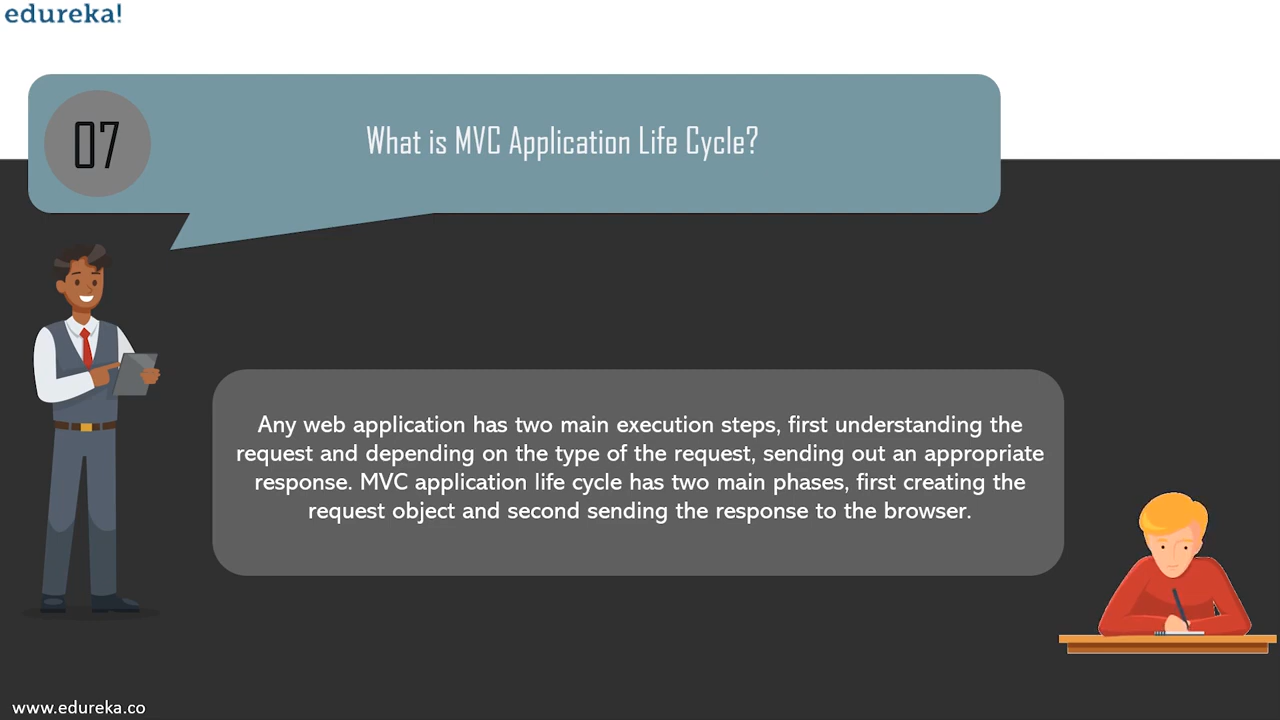 edureka!
07
What is MVC Application Life Cycle?
Any web application has two main execution steps, first understanding the
request and depending on the type of the request, sending out an appropriate
response. MVC application life cycle has two main phases, first creating the
request object and second sending the response to the browser.
www.edureka.co